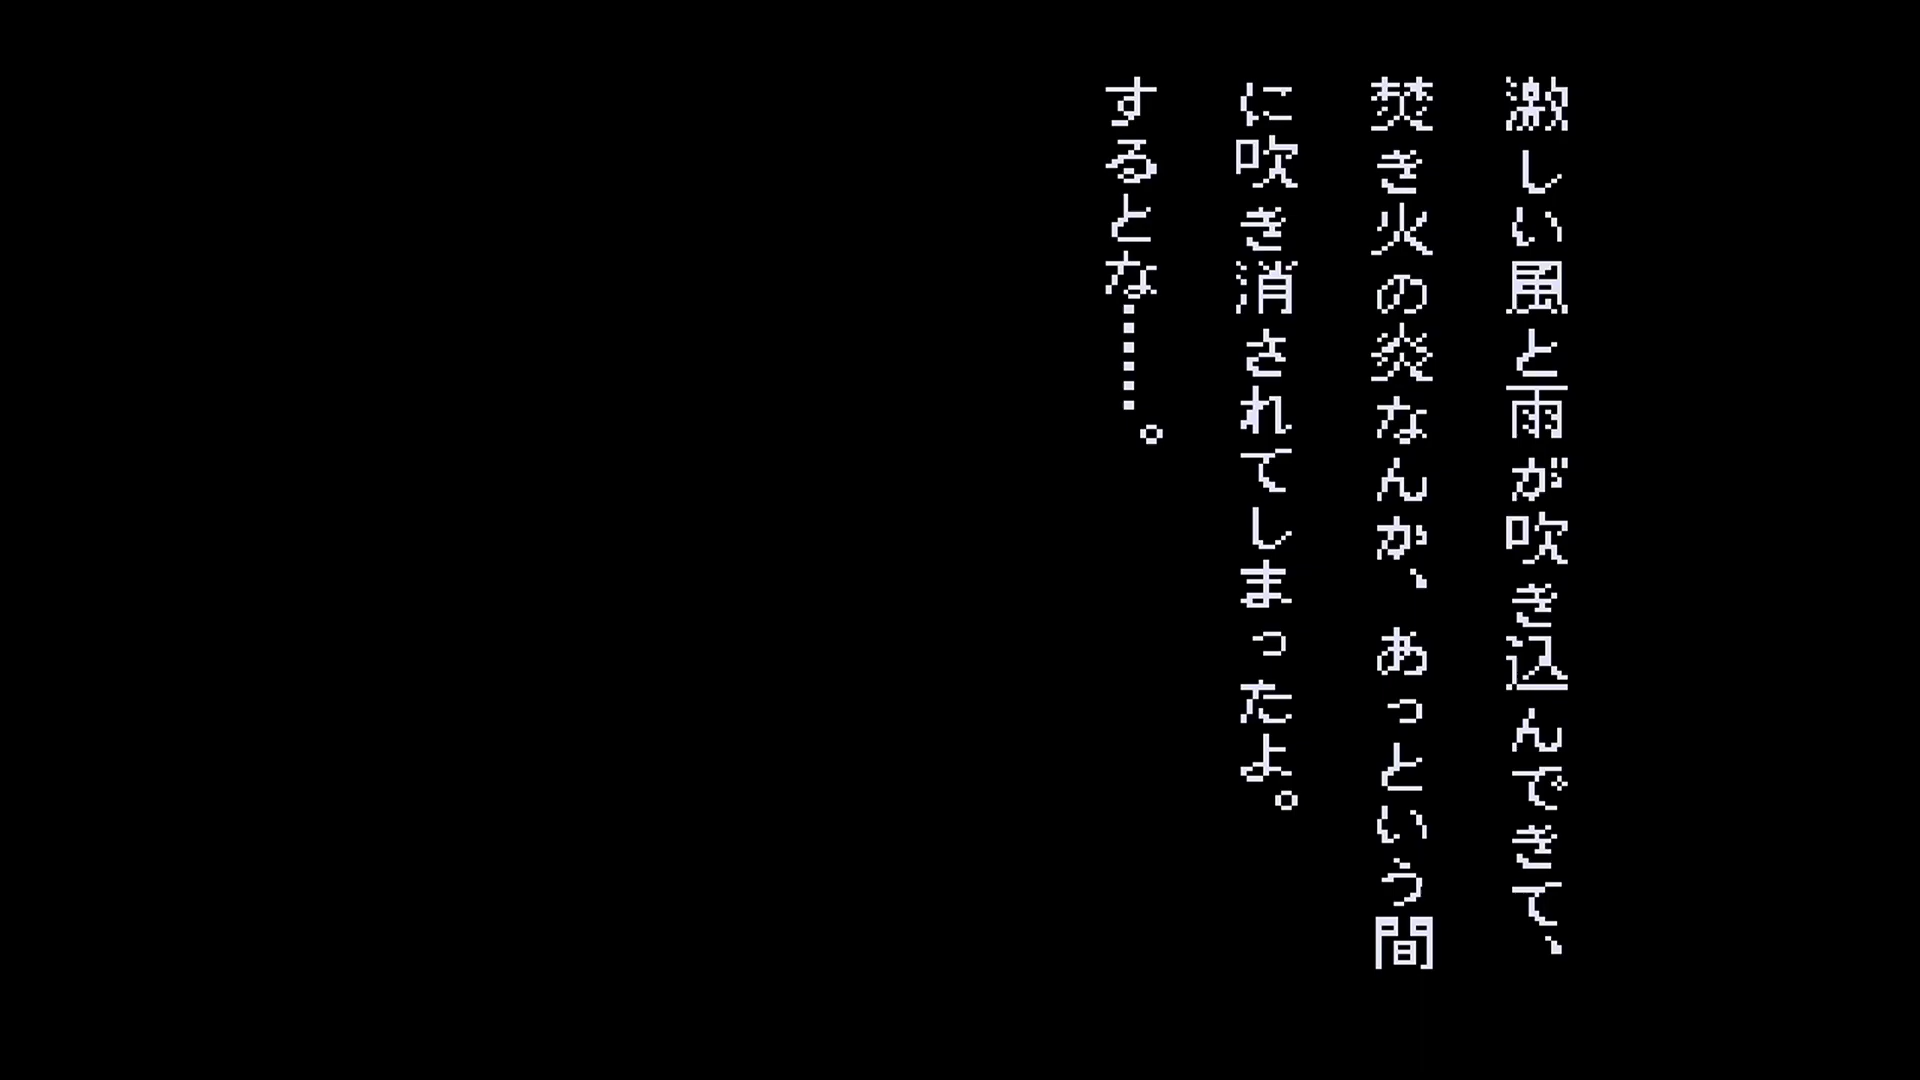 激しい風と雨が吹き込んできて、
焚き火の炎なんか、あっという間
に吹き消されてしまったよ。
するとな……。